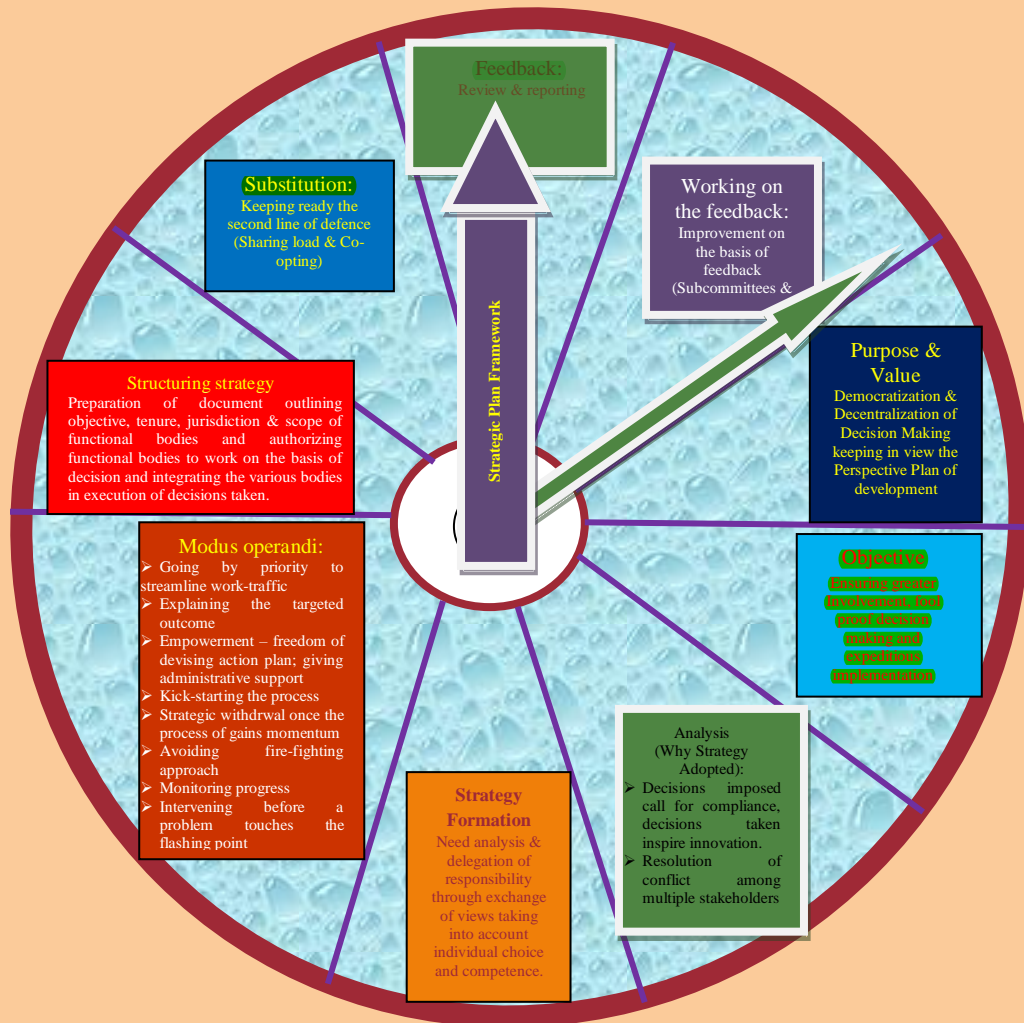 Feedback:
Review & reporting
Working on
the feedback:
Improvement on
the basis of
feedback
(Subcommittees &
Purpose &
Value
Democratization &
Decentralization of
Decision Making
keeping in view the
Perspective Plan of
development
Objective
Ensuring greater
Involvement, fool
proof decision
making and
expeditious
implementation
Analysis
(Why Strategy
Adopted):
➢ Decisions imposed
call for compliance,
decisions taken
inspire innovation.
➢ Resolution of
conflict among
multiple stakeholders
Strategy
Formation
Need analysis &
delegation of
responsibility
through exchange
of views taking
into account
individual choice
and competence.
Modus operandi:
➢ Going by priority to
streamline work-traffic
➢ Explaining the targeted
outcome
➢ Empowerment – freedom of
devising action plan; giving
administrative support
➢ Kick-starting the process
➢ Strategic withdrwal once the
process of gains momentum
➢ Avoiding fire-fighting
approach
➢ Monitoring progress
➢ Intervening before a
problem touches the
flashing point
Structuring strategy
Preparation of document outlining
objective, tenure, jurisdiction & scope of
functional bodies and authorizing
functional bodies to work on the basis of
decision and integrating the various bodies
in execution of decisions taken.
Substitution:
Keeping ready the
second line of defence
(Sharing load & Co-
opting)
Strategic Plan Framework